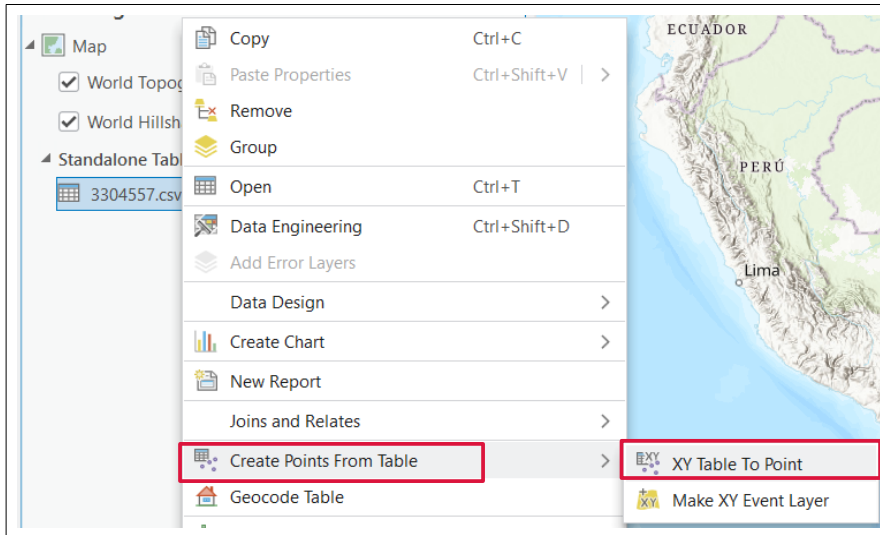 Map
World Topog
World Hillsh
Standalone Tabl
3304557.csv
Copy Ctrl+C
Paste Properties Ctrl+Shift+V
Remove
Group
Open Ctrl+T
Data Engineering Ctrl+Shift+D
Add Error Layers
Data Design
Create Chart
New Report
Joins and Relates
Create Points From Table
Geocode Table
XY Table To Point
Make XY Event Layer
ECUADOR
PERÚ
Lima